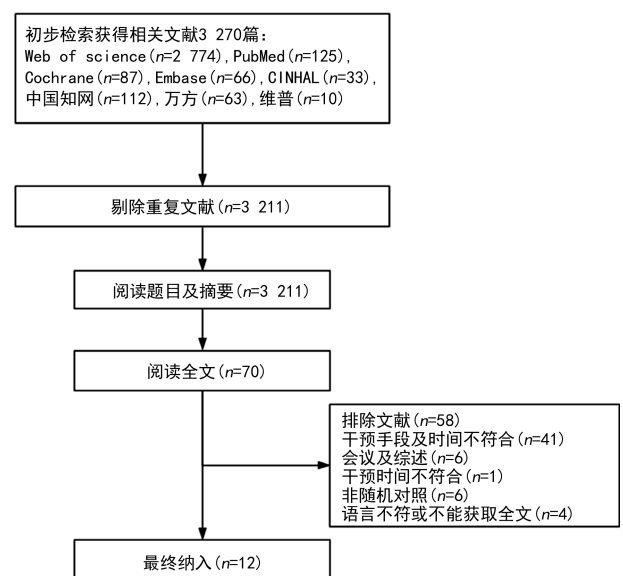 初步检索获得相关文献3 270篇：
Web of science(n=2 774),PubMed(n=125),
Cochrane(n=87),Embase(n=66),CINHAL(n=33),
中国知网(n=112),万方(n=63),维普(n=10)
剔除重复文献(n=3 211)
阅读题目及摘要(n=3 211)
阅读全文(n=70)
排除文献(n=58)
干预手段及时间不符合(n=41)
会议及综述(n=6)
干预时间不符合(n=1)
非随机对照(n=6)
语言不符或不能获取全文(n=4)
最终纳入(n=12)